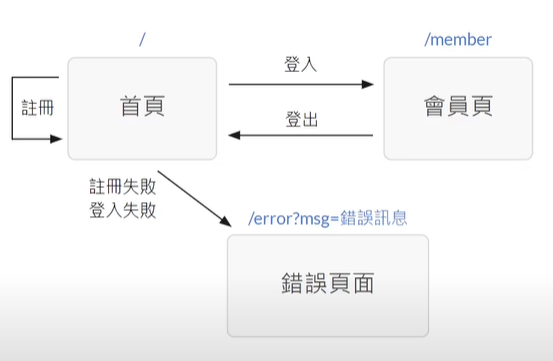 /
/member
登入
註冊
首頁
會員頁
登出
註冊失敗
登入失敗
/error?msg=錯誤訊息
錯誤頁面